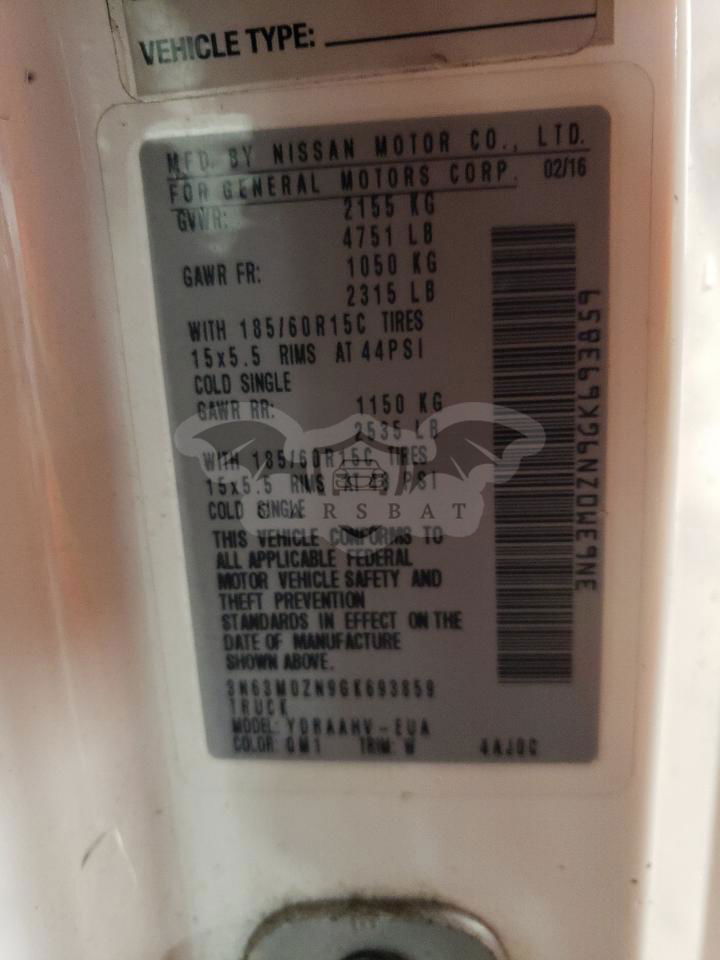 VEHICLE TYPE:
MFD. BY NISSAN MOTOR CO., LTD.
FOR GENERAL MOTORS CORP. 02/16
GVWR: 2155 KG
4751 LB
GAWR FR: 1050 KG
2315 LB
WITH 185/60R15C TIRES
15x5.5 RIMS AT 44PSI
COLD SINGLE
GAWR RR: 1150 KG
2535 LB
WITH 185/60R15C TIRES
15x5.5 RIMS AT PSI
COLD SINGLE
CARSBAT
THIS VEHICLE CONFORMS TO
ALL APPLICABLE FEDERAL
MOTOR VEHICLE SAFETY AND
THEFT PREVENTION
STANDARDS IN EFFECT ON THE
DATE OF MANUFACTURE
SHOWN ABOVE.
3N63M0ZN9GK693859
TRUCK
MODEL:
COLOR: TRIM: W
3N63M0ZN9GK693859